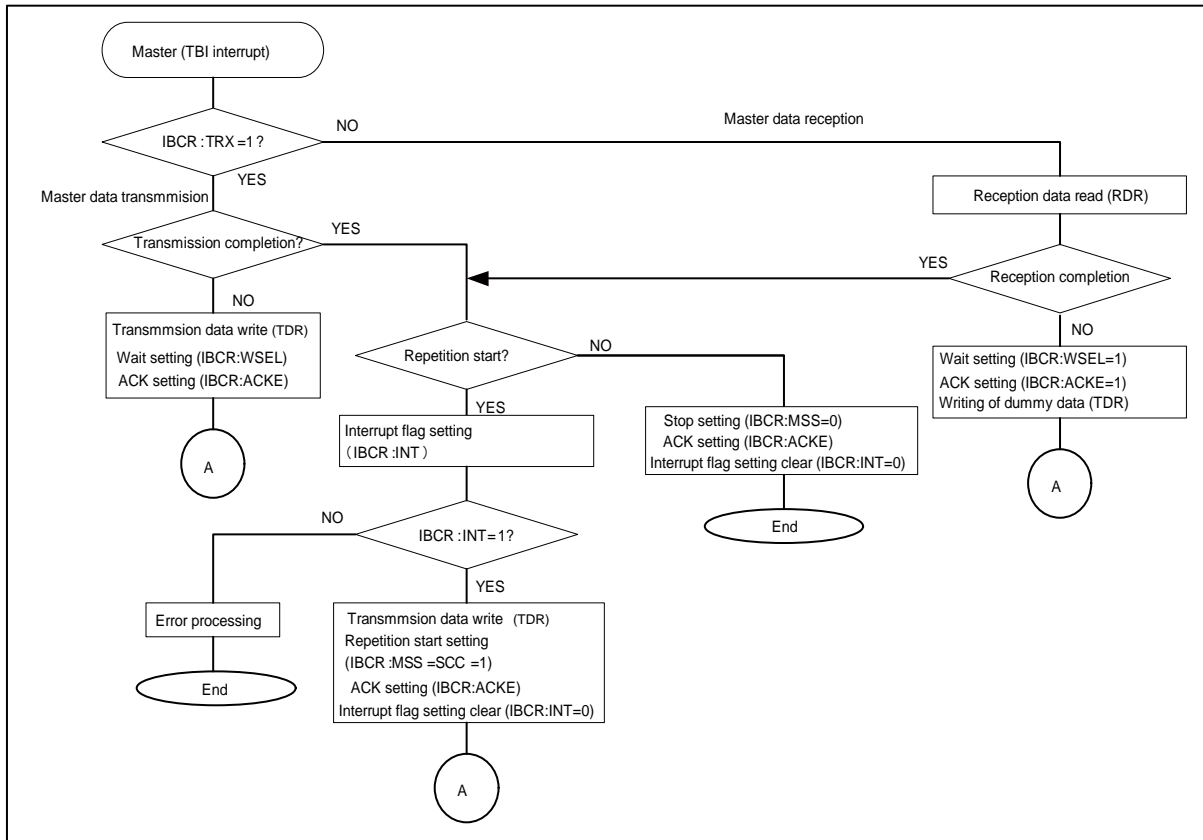 Master (TBI interrupt)
IBCR : TRX =1 ?
NO
Master data reception
YES
Master data transmmision
Reception data read (RDR)
Transmission completion?
YES
YES
Reception completion
NO
Transmmsion data write (TDR)
Wait setting (IBCR:WSEL)
ACK setting (IBCR:ACKE)
A
Repetition start?
NO
NO
Wait setting (IBCR:WSEL=1)
ACK setting (IBCR:ACKE=1)
Writing of dummy data (TDR)
A
YES
Interrupt flag setting
(IBCR : INT )
Stop setting (IBCR:MSS=0)
ACK setting (IBCR:ACKE)
Interrupt flag setting clear (IBCR:INT=0)
End
NO
IBCR : INT= 1?
YES
Error processing
End
Transmmsion data write (TDR)
Repetition start setting
(IBCR :MSS =SCC =1)
ACK setting (IBCR:ACKE)
Interrupt flag setting clear (IBCR:INT=0)
A